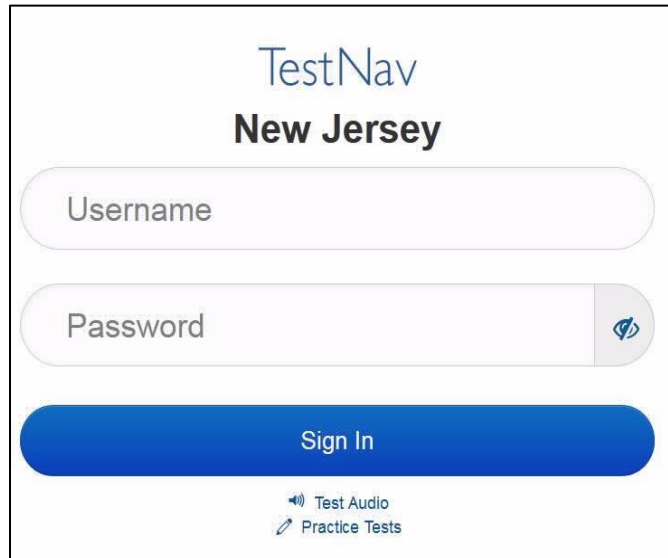 TestNav
New Jersey
Username
Password
Sign In
Test Audio
Practice Tests